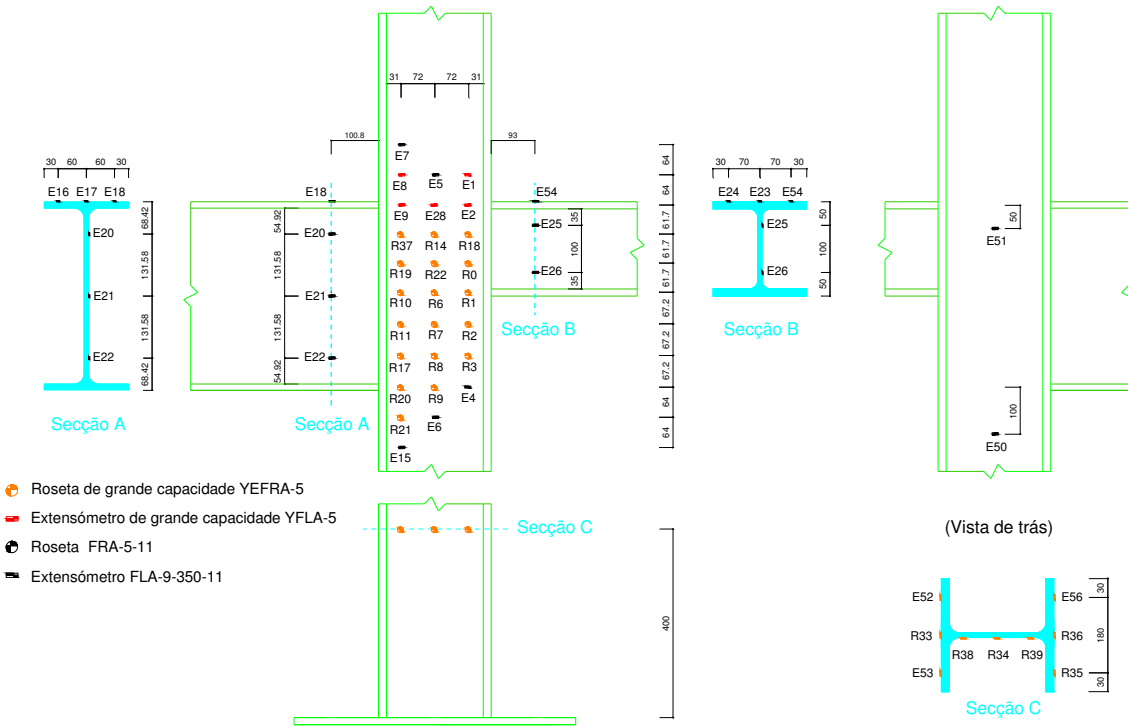 31 72 72 31
100.8
93
E7
E8 E5 E1
E9 E28 E2
R37 R14 R18
R19 R22 R0
R10 R6 R1
R11 R7 R2
R17 R8 R3
R20 R9 E4
R21 E6
E15
64
64
61.7
61.7
61.7
67.2
67.2
67.2
64
64
30 60 60 30
E16 E17 E18
E20
E21
E22
68.42
131.58
131.58
68.42
Secção A
E18
E20
E21
E22
54.92
131.58
131.58
54.92
Secção A
E54
E25
E26
35
100
35
Secção B
30 70 70 30
E24 E23 E54
E25
E26
50
100
50
Secção B
E51
50
E50
100
(Vista de trás)
Roseta de grande capacidade YEFRA-5
Extensómetro de grande capacidade YFLA-5
Roseta FRA-5-11
Extensómetro FLA-9-350-11
Secção C
400
E52 E56
R33 R36
R38 R34 R39
E53 R35
30
180
30
Secção C